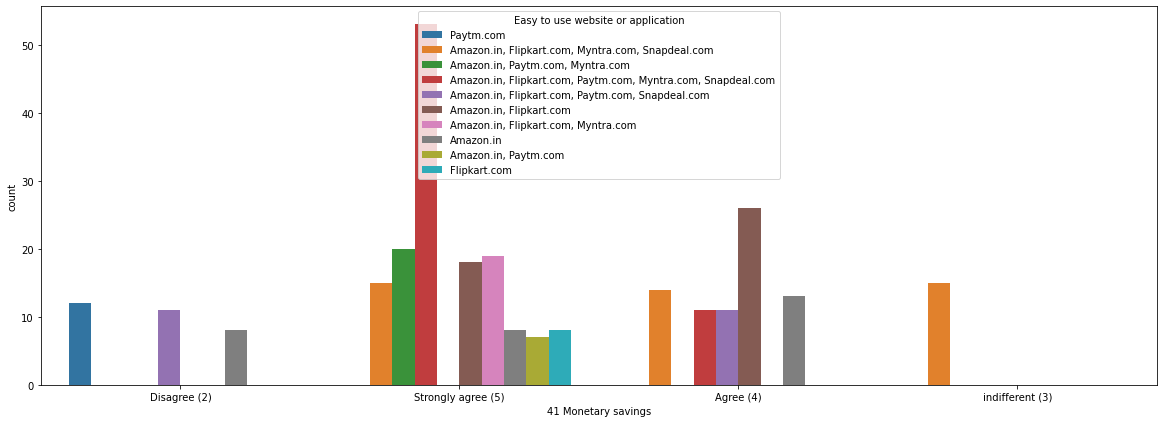 Easy to use website or application
Paytm.com
Amazon.in, Flipkart.com, Myntra.com, Snapdeal.com
Amazon.in, Paytm.com, Myntra.com
Amazon.in, Flipkart.com, Paytm.com, Myntra.com, Snapdeal.com
Amazon.in, Flipkart.com, Paytm.com, Snapdeal.com
Amazon.in, Flipkart.com
Amazon.in, Flipkart.com, Myntra.com
Amazon.in
Amazon.in, Paytm.com
Flipkart.com
50
40
30
20
10
0
count
Disagree (2)
Strongly agree (5)
Agree (4)
indifferent (3)
41 Monetary savings